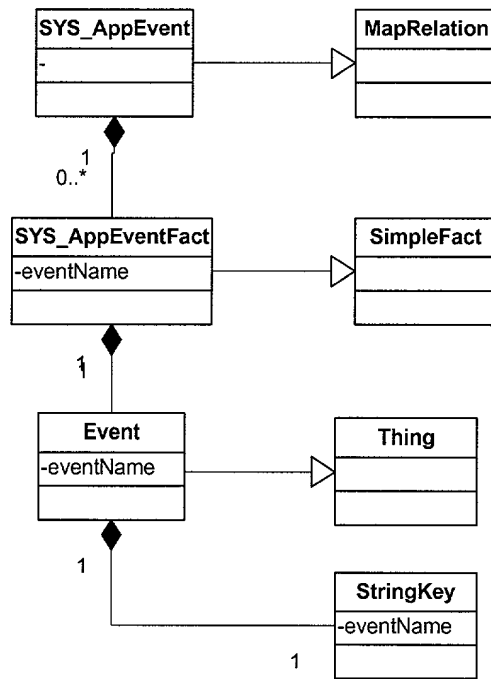 SYS_AppEvent
-
MapRelation
1
0..*
SYS_AppEventFact
-eventName
SimpleFact
1
1
Event
-eventName
Thing
1
StringKey
-eventName
1